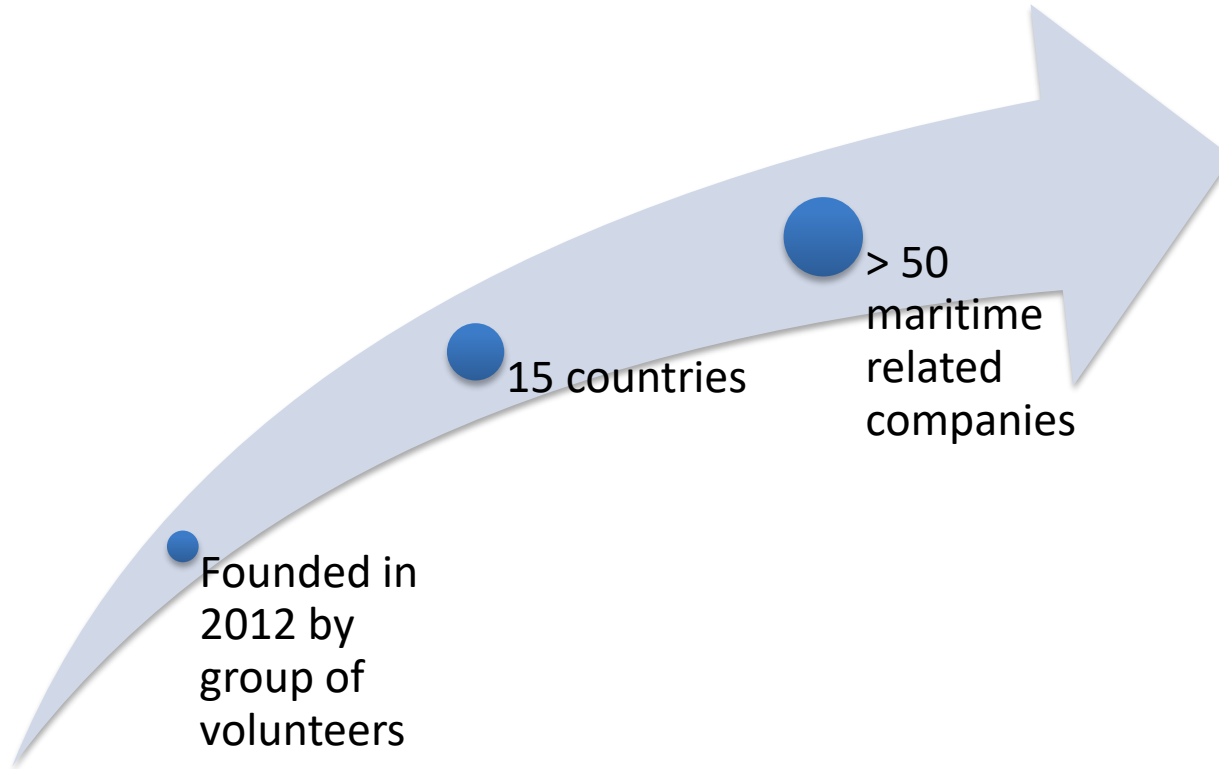 Founded in
2012 by
group of
volunteers
15 countries
> 50
maritime
related
companies